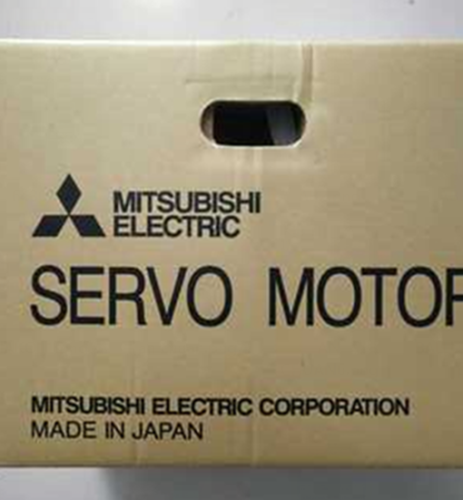 MITSUBISHI
ELECTRIC
SERVO MOTOR
MITSUBISHI ELECTRIC CORPORATION
MADE IN JAPAN